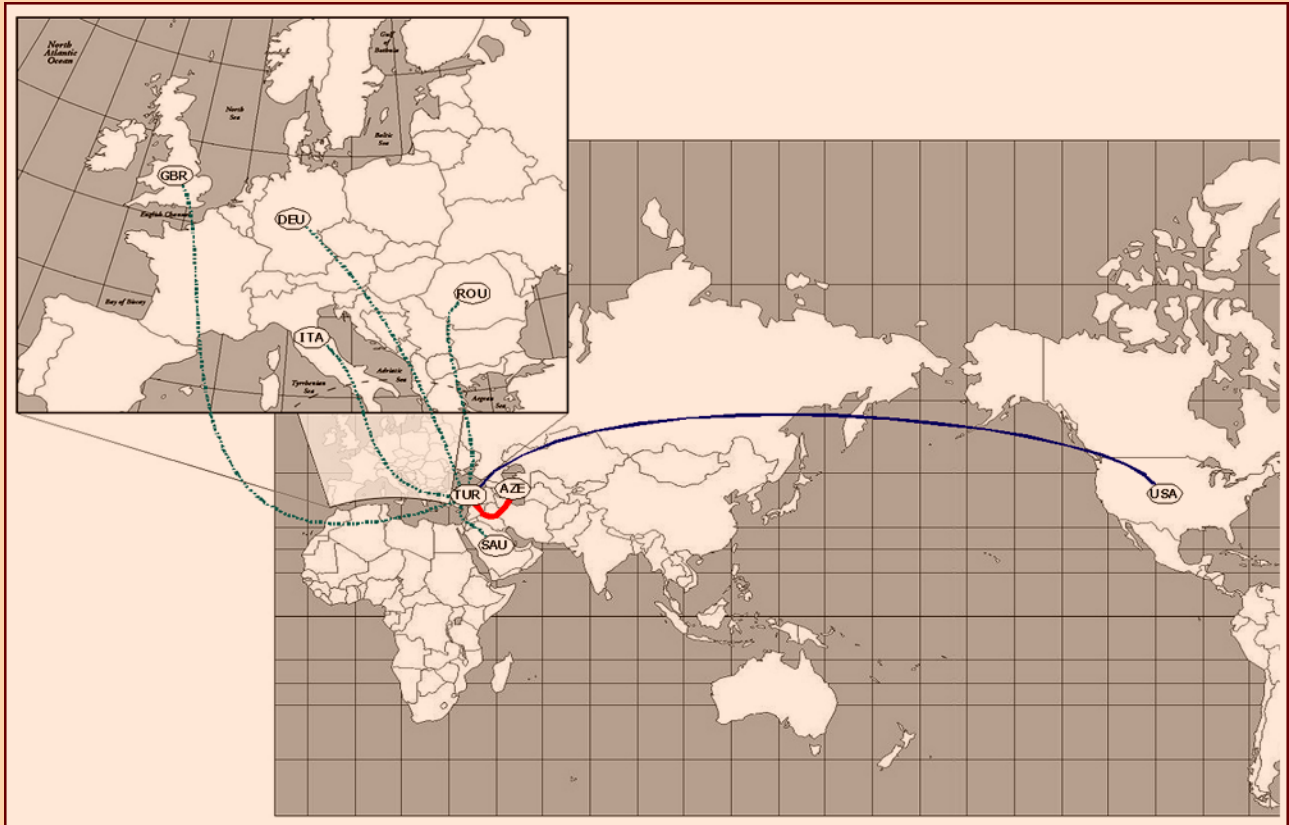 North
Atlantic
Ocean
Gulf
of
Bothnia
North
Sea
Baltic
Sea
GBR
English Channel
DEU
ROU
Bay of Biscay
ITA
Adriatic
Sea
Tyrrhenian
Sea
Aegean
Sea
TUR
AZE
USA
SAU